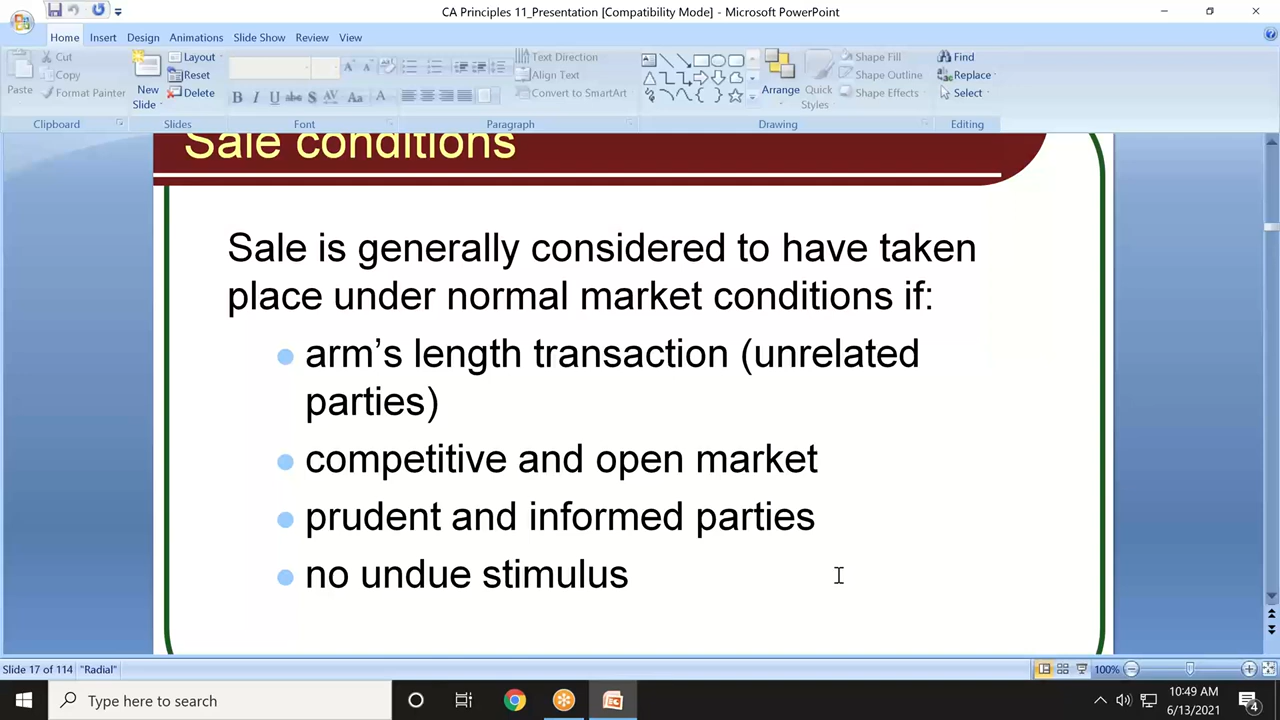 CA Principles 11_Presentation [Compatibility Mode] - Microsoft PowerPoint
Home Insert Design Animations Slide Show Review View
Paste
Cut
Copy
Format Painter
Clipboard
New
Slide
Layout
Reset
Delete
Slides
B I U abc S AV Aa A
Font
Text Direction
Align Text
Convert to SmartArt
Paragraph
Arrange
Quick
Styles
Shape Fill
Shape Outline
Shape Effects
Drawing
Find
Replace
Select
Editing
Sale conditions
Sale is generally considered to have taken
place under normal market conditions if:
arm’s length transaction (unrelated
parties)
competitive and open market
prudent and informed parties
no undue stimulus
Slide 17 of 114 "Radial" 100%
Type here to search
10:49 AM
6/13/2021
4